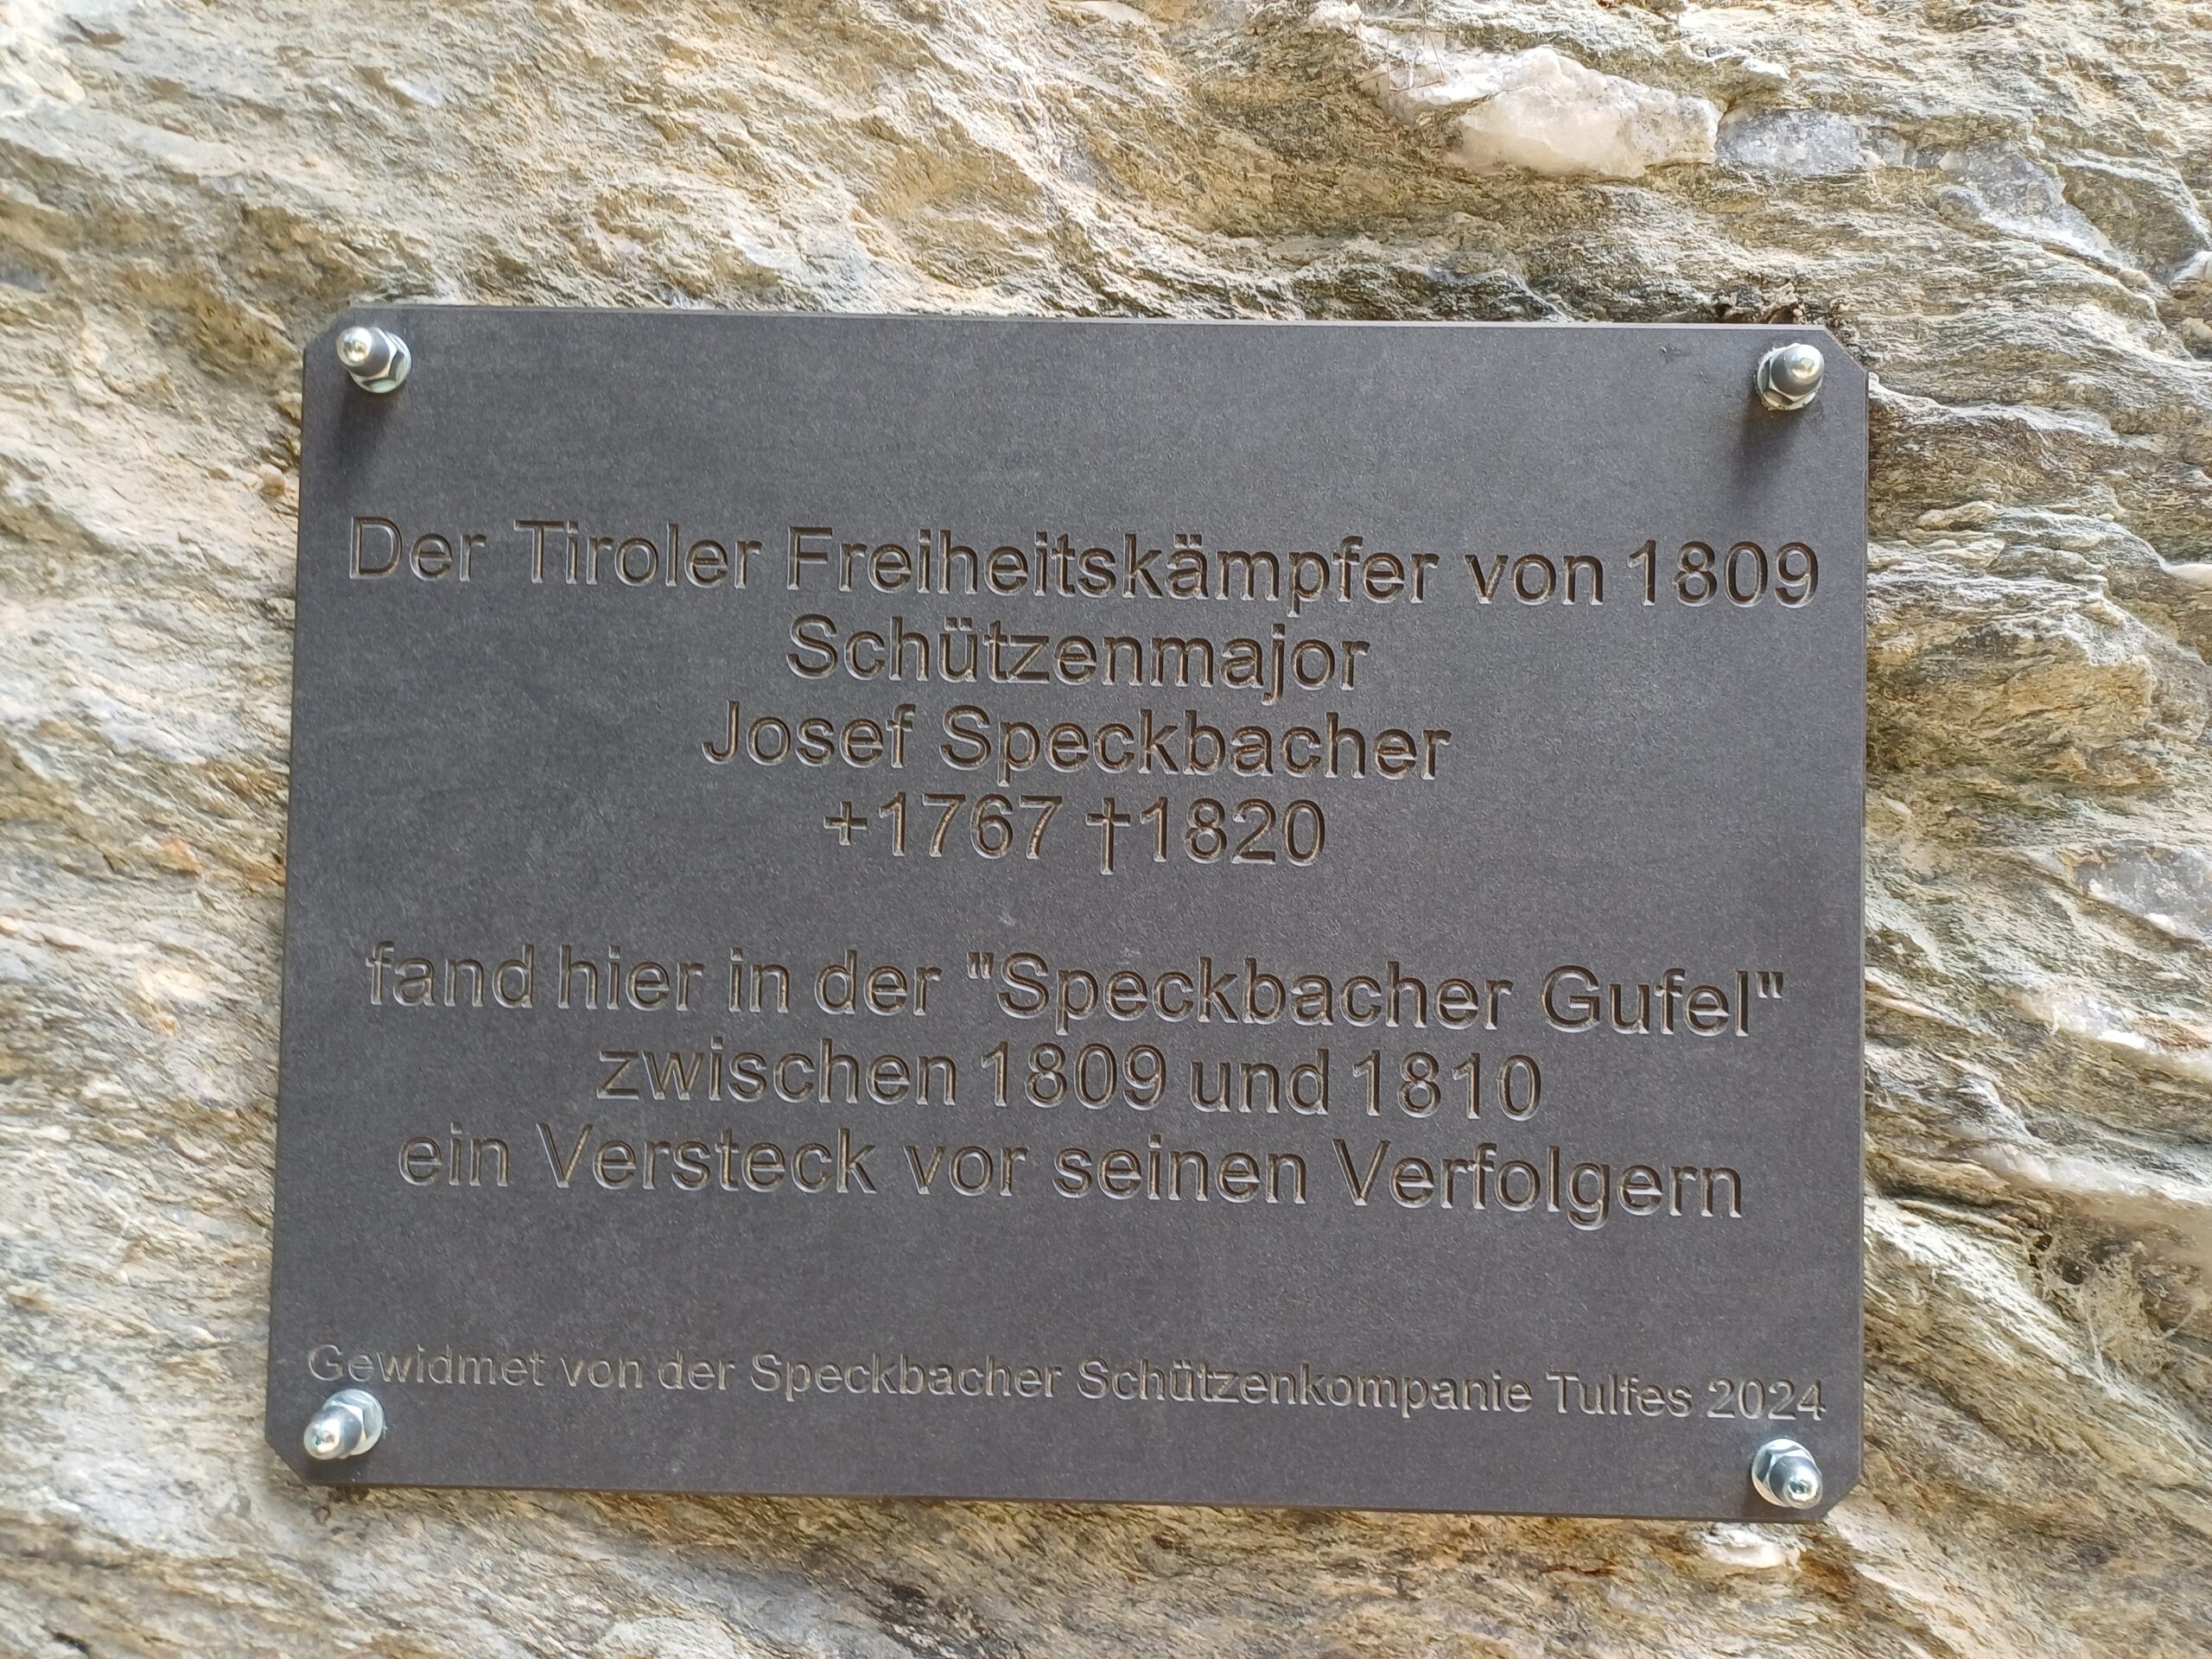 Der Tiroler Freiheitskämpfer von 1809
Schützenmajor
Josef Speckbacher
+1767 †1820
fand hier in der "Speckbacher Gufel"
zwischen 1809 und 1810
ein Versteck vor seinen Verfolgern
Gewidmet von der Speckbacher Schützenkompanie Tulfes 2024